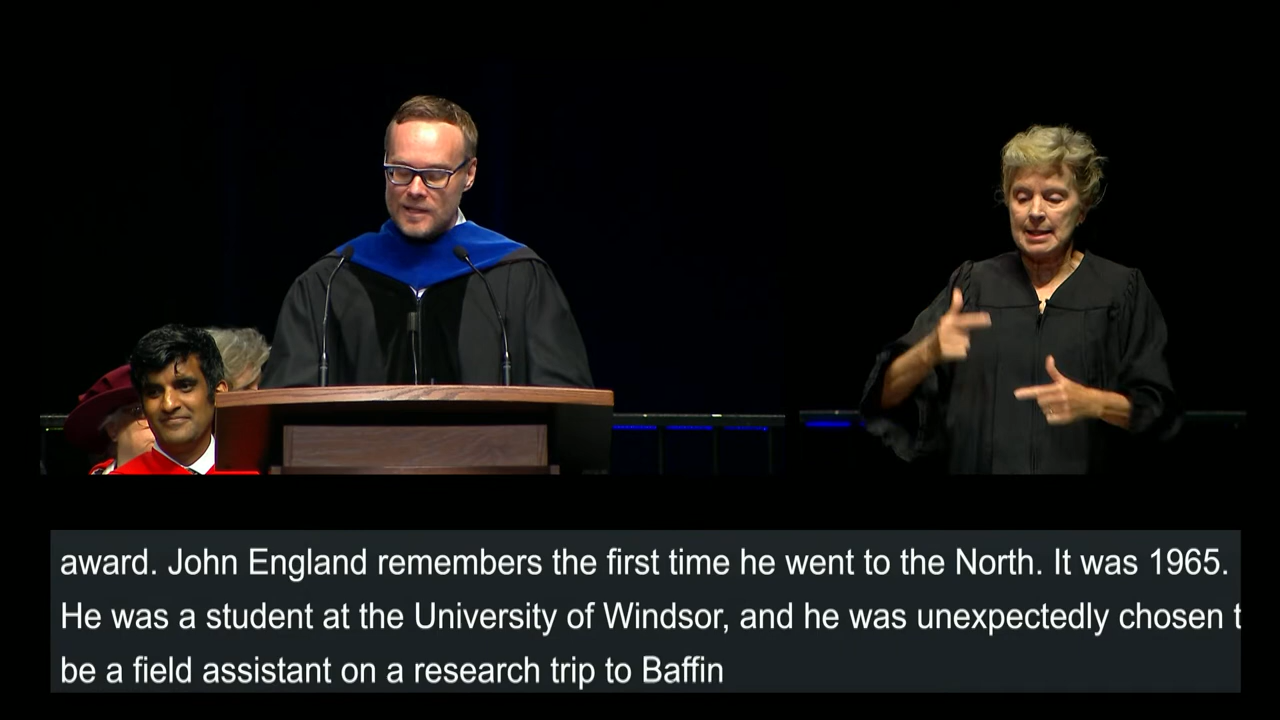 award. John England remembers the first time he went to the North. It was 1965.
He was a student at the University of Windsor, and he was unexpectedly chosen t
be a field assistant on a research trip to Baffin